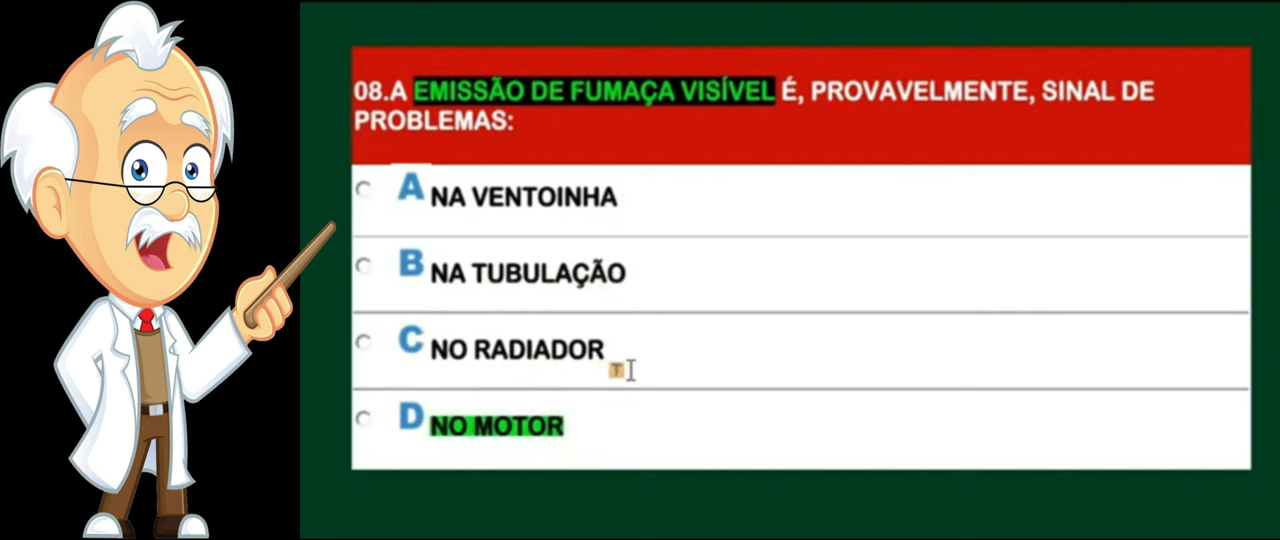 08.A EMISSÃO DE FUMAÇA VISÍVEL É, PROVAVELMENTE, SINAL DE
PROBLEMAS:
A NA VENTOINHA
B NA TUBULAÇÃO
C NO RADIADOR
T
D NO MOTOR